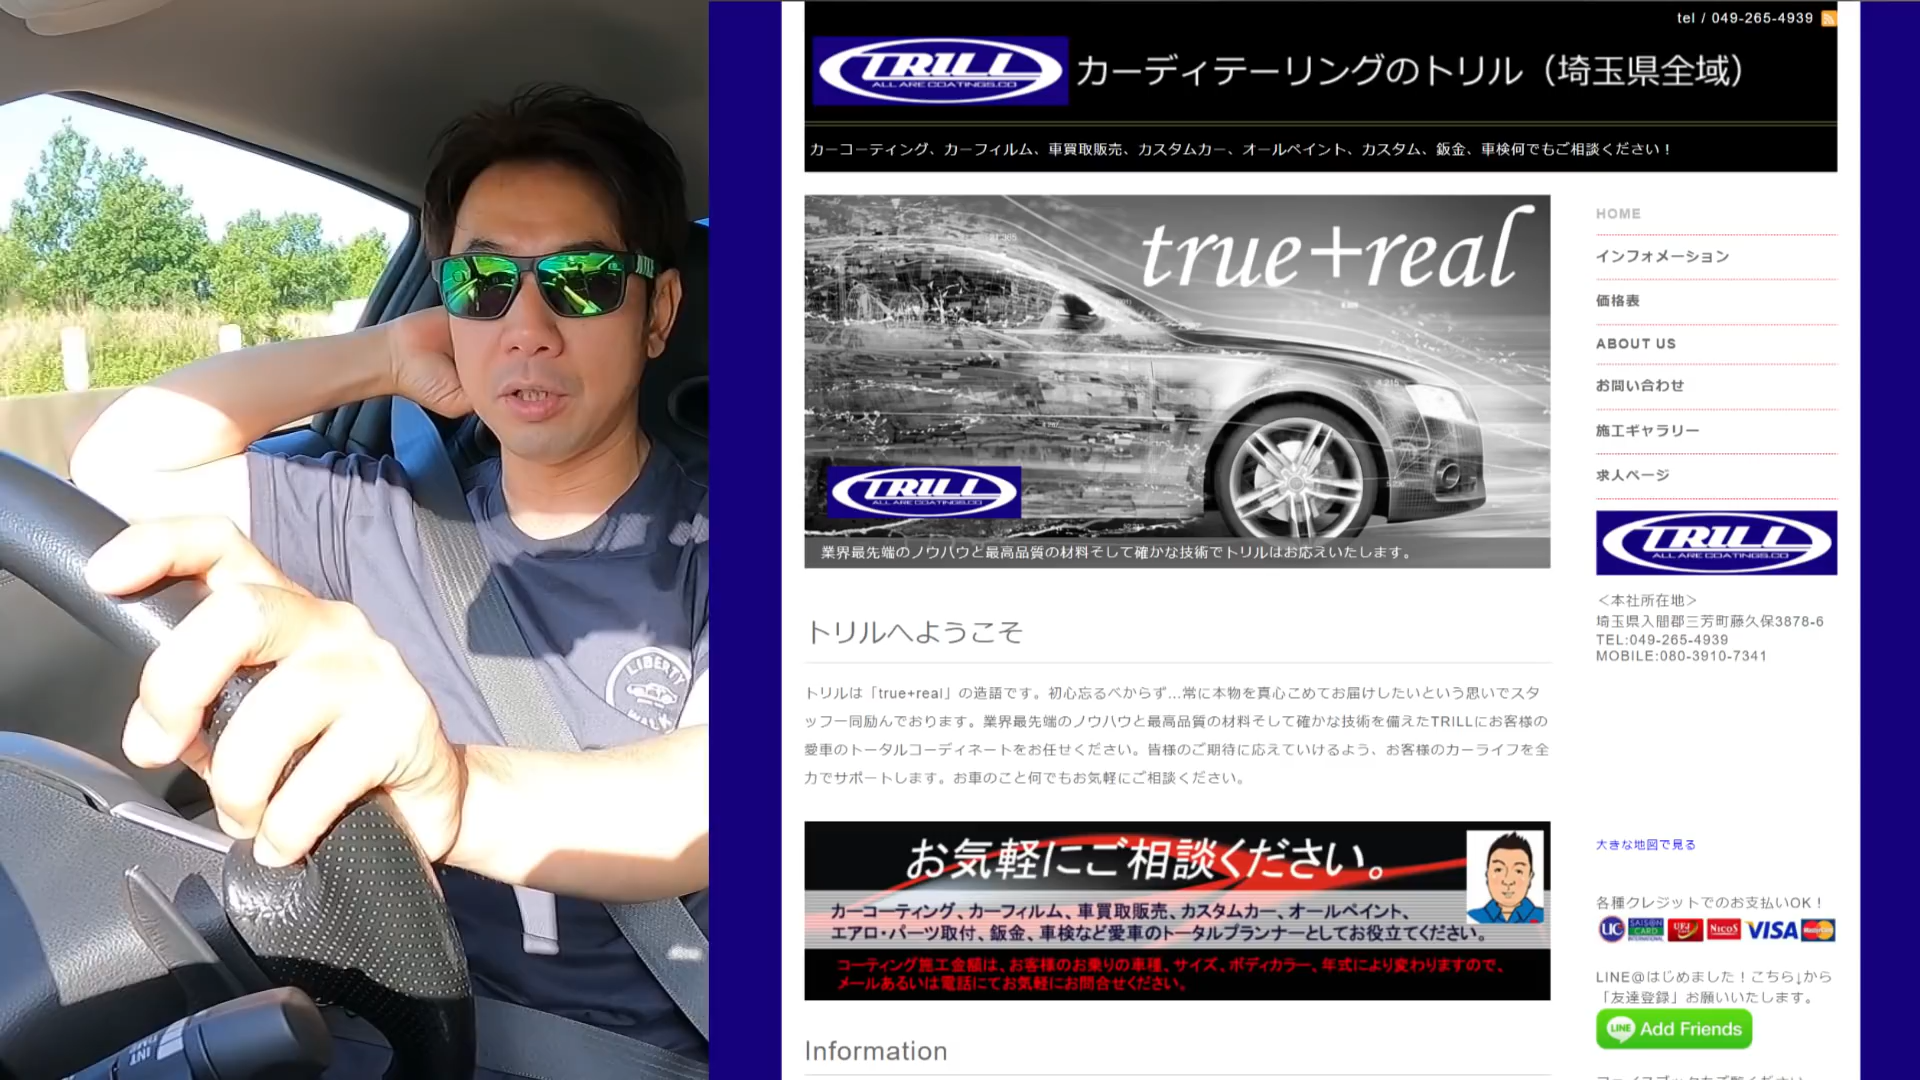 tel / 049-265-4939
TRILL
ALL ARE COATINGS.CO
カーディテーリングのトリル（埼玉県全域）
カーコーティング、カーフィルム、車買取販売、カスタムカー、オールペイント、カスタム、鈑金、車検何でもご相談ください！
true+real
TRILL
ALL ARE COATINGS.CO
業界最先端のノウハウと最高品質の材料そして確かな技術でトリルはお応えいたします。
トリルへようこそ
トリルは「true+real」の造語です。初心忘るべからず...常に本物を真心こめてお届けしたいという思いでスタ
ッフ一同励んでおります。業界最先端のノウハウと最高品質の材料そして確かな技術を備えたTRILLにお客様の
愛車のトータルコーディネートをお任せください。皆様のご期待に応えていけるよう、お客様のカーライフを全
力でサポートします。お車のこと何でもお気軽にご相談ください。
お気軽にご相談ください。
カーコーティング、カーフィルム、車買取販売、カスタムカー、オールペイント、
エアロ・パーツ取付、鈑金、車検など愛車のトータルプランナーとしてお役立てください。
コーティング施工金額は、お客様のお乗りの車種、サイズ、ボディカラー、年式により変わりますので、
メールあるいは電話にてお気軽にお問合せください。
Information
HOME
インフォメーション
価格表
ABOUT US
お問い合わせ
施工ギャラリー
求人ページ
TRILL
ALL ARE COATINGS.CO
＜本社所在地＞
埼玉県入間郡三芳町藤久保3878-6
TEL:049-265-4939
MOBILE:080-3910-7341
大きな地図で見る
各種クレジットでのお支払いOK！
UC SAISON CARD INTERNATIONAL UFJ NICOS VISA MasterCard
LINE@はじめました！こちら↓から
「友達登録」お願いいたします。
LINE Add Friends
LIBERTY
WALK
INT